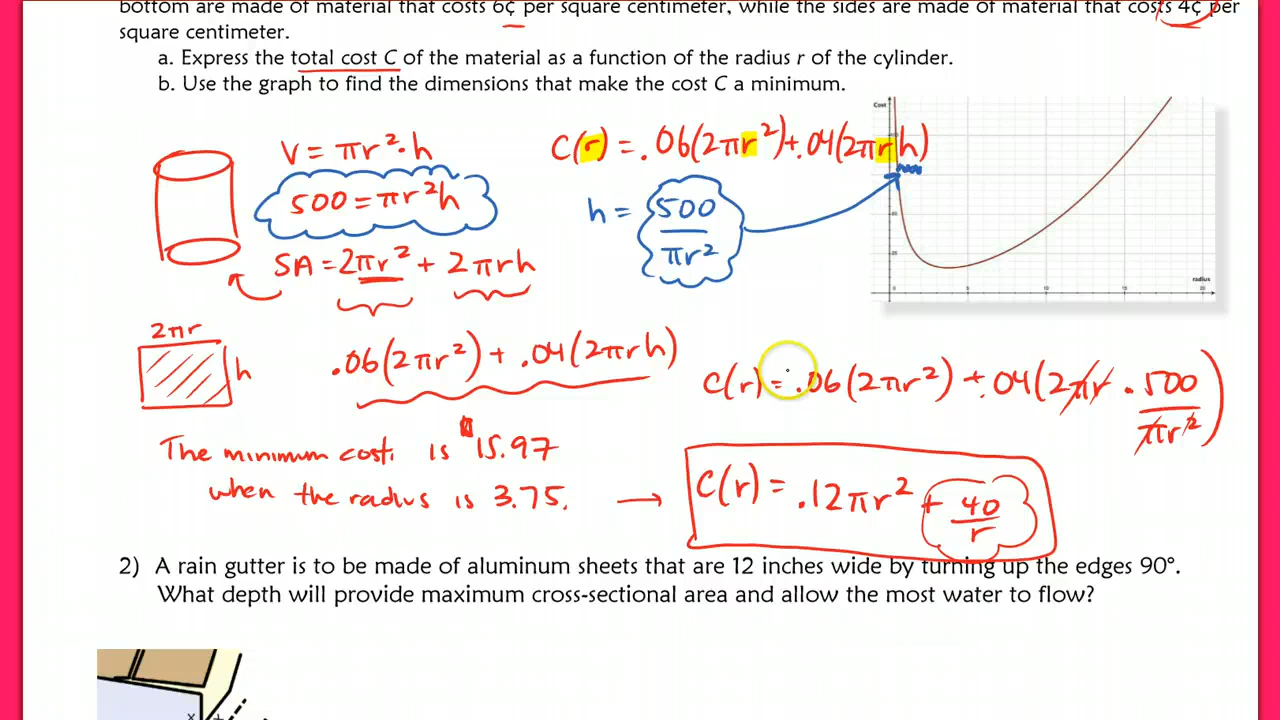 bottom are made of material that costs 6¢ per square centimeter, while the sides are made of material that costs 4¢ per
square centimeter.
a. Express the total cost C of the material as a function of the radius r of the cylinder.
b. Use the graph to find the dimensions that make the cost C a minimum.
Cost
V = πr²·h
C(r) = .06(2πr²)+.04(2πrh)
500 = πr²h
h = 500/πr²
SA = 2πr² + 2πrh
radius
0 5 10 15 20
2πr
h
.06(2πr²) + .04(2πrh)
C(r) = .06(2πr²) + .04(2πr · 500/πr²)
The minimum cost is $15.97
when the radius is 3.75. →
C(r) = .12πr² + 40/r
2) A rain gutter is to be made of aluminum sheets that are 12 inches wide by turning up the edges 90°.
What depth will provide maximum cross-sectional area and allow the most water to flow?
x